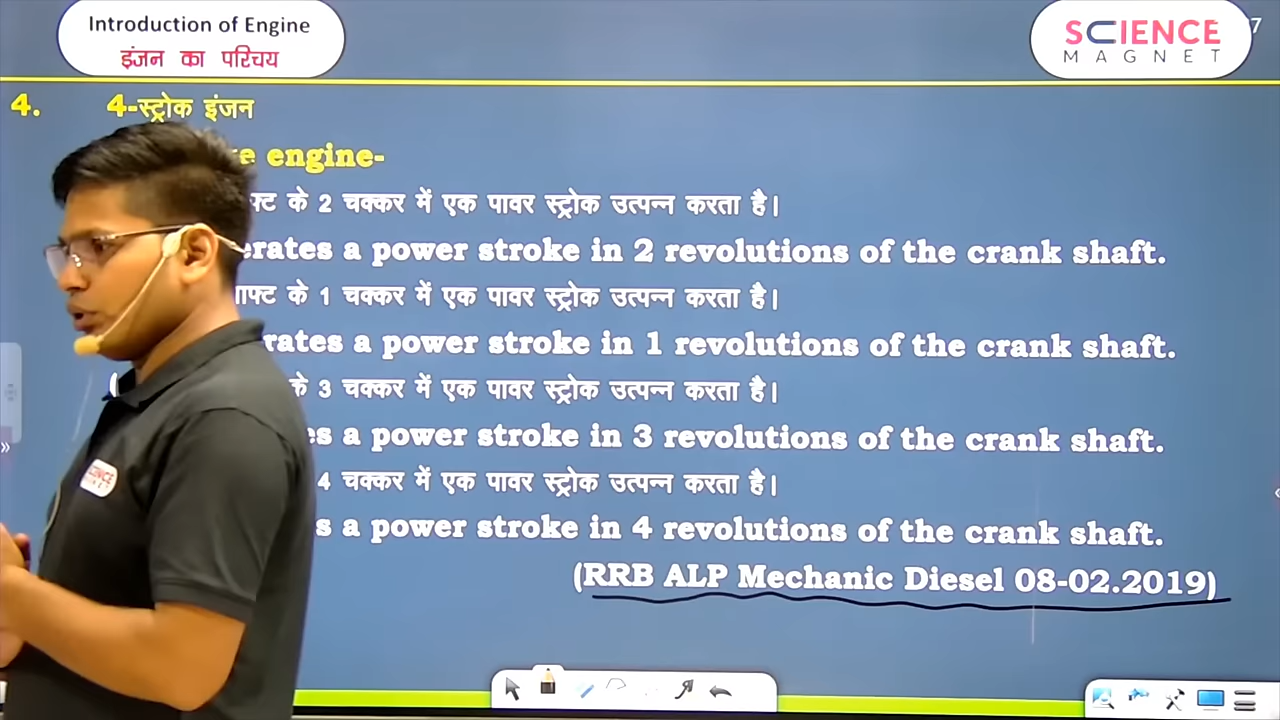 Introduction of Engine
इंजन का परिचय
SCIENCE
MAGNET
7
4. 4-स्ट्रोक इंजन
engine-
के 2 चक्कर में एक पावर स्ट्रोक उत्पन्न करता है।
a power stroke in 2 revolutions of the crank shaft.
के 1 चक्कर में एक पावर स्ट्रोक उत्पन्न करता है।
a power stroke in 1 revolutions of the crank shaft.
के 3 चक्कर में एक पावर स्ट्रोक उत्पन्न करता है।
a power stroke in 3 revolutions of the crank shaft.
4 चक्कर में एक पावर स्ट्रोक उत्पन्न करता है।
a power stroke in 4 revolutions of the crank shaft.
(RRB ALP Mechanic Diesel 08-02.2019)